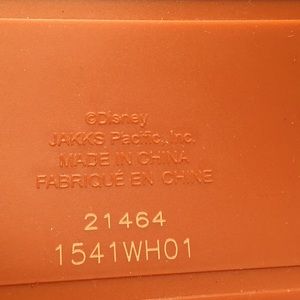 ©Disney
JAKKS Pacific, Inc.
MADE IN CHINA
FABRIQUÉ EN CHINE
21464
1541WH01